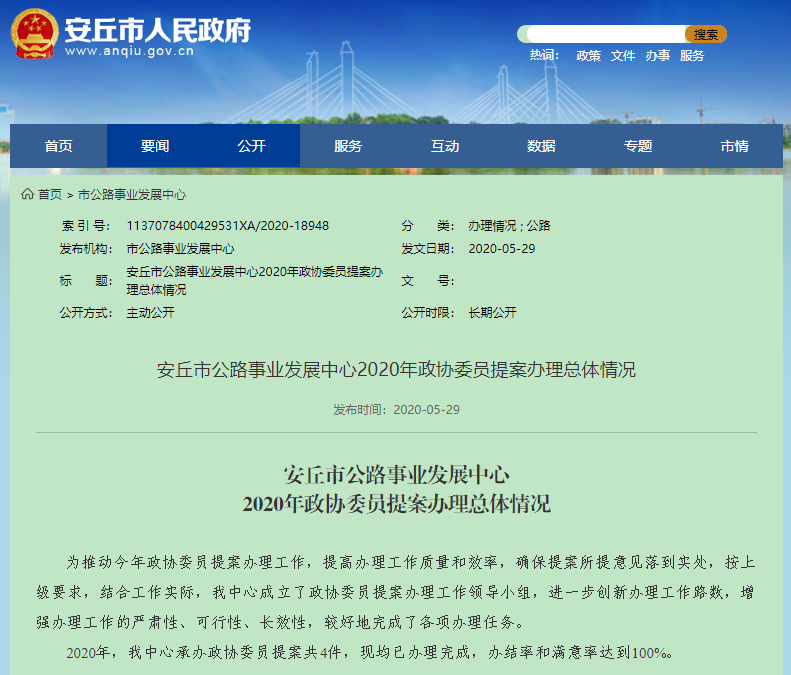 安丘市人民政府
www.anqiu.gov.cn
搜索
热词： 政策 文件 办事 服务
首页 要闻 公开 服务 互动 数据 专题 市情
首页 > 市公路事业发展中心
索 引 号： 1137078400429531XA/2020-18948 分 类： 办理情况 ; 公路
发布机构： 市公路事业发展中心 发文日期： 2020-05-29
标 题： 安丘市公路事业发展中心2020年政协委员提案办 文 号：
理总体情况
公开方式： 主动公开 公开时限： 长期公开
安丘市公路事业发展中心2020年政协委员提案办理总体情况
发布时间：2020-05-29
安丘市公路事业发展中心
2020年政协委员提案办理总体情况
为推动今年政协委员提案办理工作，提高办理工作质量和效率，确保提案所提意见落到实处，按上
级要求，结合工作实际，我中心成立了政协委员提案办理工作领导小组，进一步创新办理工作路数，增
强办理工作的严肃性、可行性、长效性，较好地完成了各项办理任务。
2020年，我中心承办政协委员提案共4件，现均已办理完成，办结率和满意率达到100%。